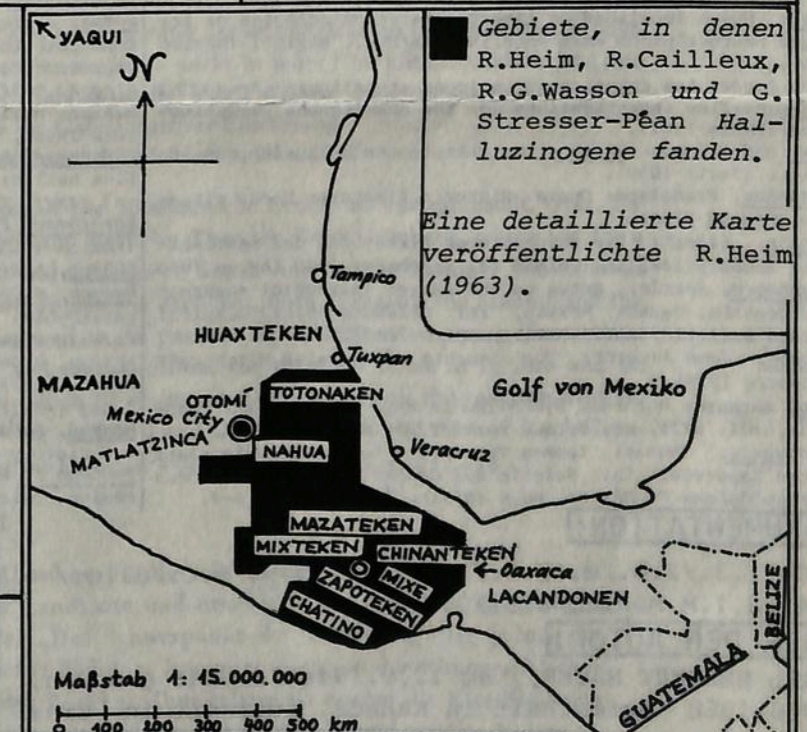 YAQUI
N
Gebiete, in denen
R.Heim, R.Cailleux,
R.G.Wasson und G.
Stresser-Péan Hal-
luzinogene fanden.
Eine detaillierte Karte
veröffentlichte R.Heim
(1963).
Tampico
HUAXTEKEN
Tuxpan
MAZAHUA
OTOMÍ
TOTONAKEN
Golf von Mexiko
Mexico City
MATLATZINCA
NAHUA
Veracruz
MAZATEKEN
MIXTEKEN
CHINANTEKEN
Oaxaca
ZAPOTEKEN
MIXE
LACANDONEN
CHATINO
BELIZE
GUATEMALA
Maßstab 1: 15.000.000
0 100 200 300 400 500 km